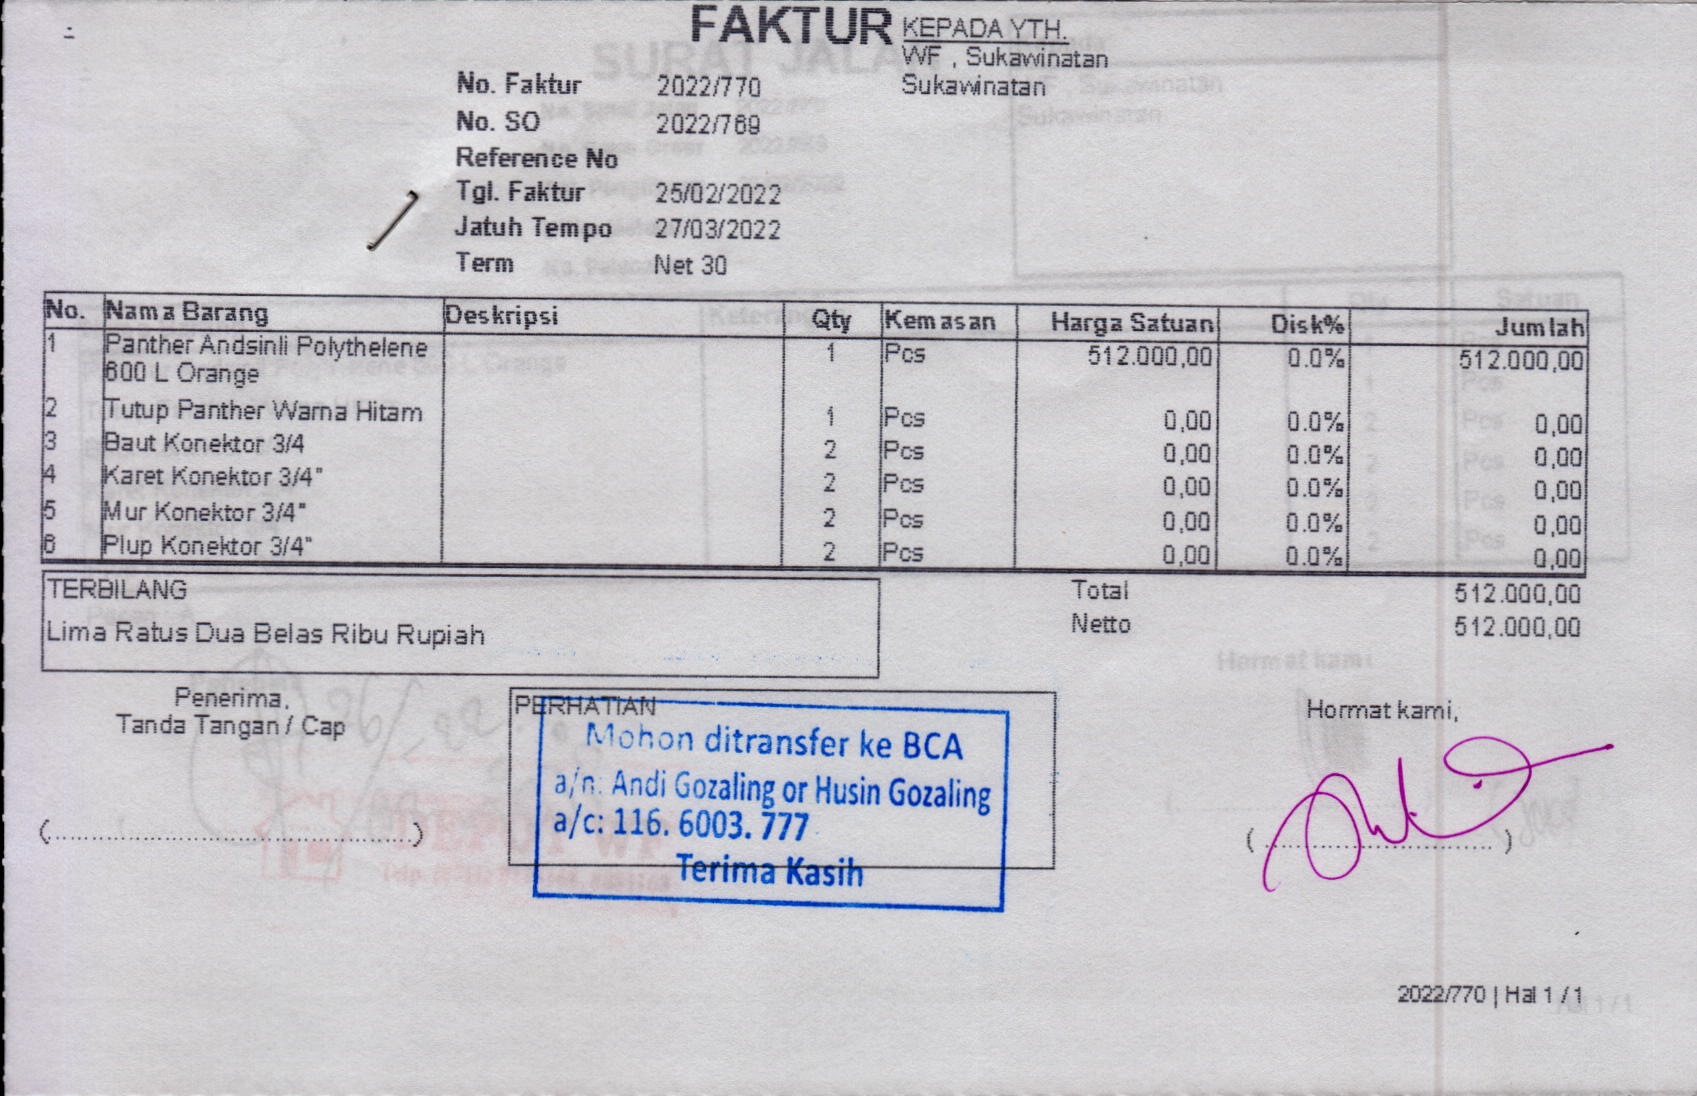 FAKTUR
KEPADA YTH.
WF , Sukawinatan
Sukawinatan
No. Faktur 2022/770
No. SO 2022/769
Reference No
Tgl. Faktur 25/02/2022
Jatuh Tempo 27/03/2022
Term Net 30
No. Nama Barang Deskripsi Qty Kemasan Harga Satuan Disk% Jumlah
1 Panther Andsinli Polythelene 1 Pcs 512.000,00 0.0% 512.000,00
600 L Orange
2 Tutup Panther Warna Hitam 1 Pcs 0,00 0.0% 0,00
3 Baut Konektor 3/4 2 Pcs 0,00 0.0% 0,00
4 Karet Konektor 3/4" 2 Pcs 0,00 0.0% 0,00
5 Mur Konektor 3/4" 2 Pcs 0,00 0.0% 0,00
6 Plup Konektor 3/4" 2 Pcs 0,00 0.0% 0,00
TERBILANG
Lima Ratus Dua Belas Ribu Rupiah
Total 512.000,00
Netto 512.000,00
Penerima,
Tanda Tangan / Cap
(........................................)
PERHATIAN
Mohon ditransfer ke BCA
a/n: Andi Gozaling or Husin Gozaling
a/c: 116. 6003. 777
Terima Kasih
Hormat kami,
(........................................)
2022/770 | Hal 1 / 1